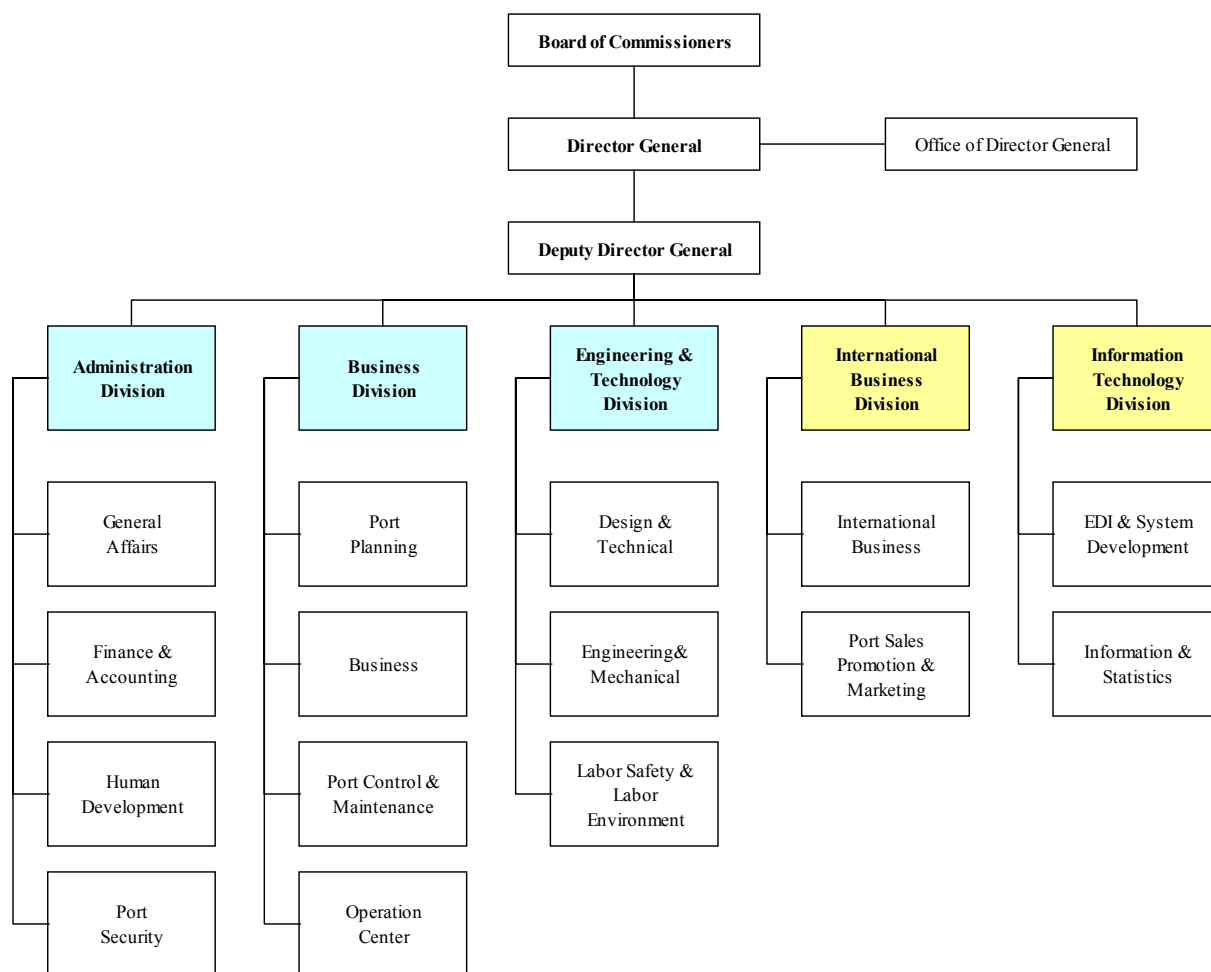 Board of Commissioners
Director General
Office of Director General
Deputy Director General
Administration
Division
Business
Division
Engineering &
Technology
Division
International
Business
Division
Information
Technology
Division
General
Affairs
Port
Planning
Design &
Technical
International
Business
EDI & System
Development
Finance &
Accounting
Business
Engineering&
Mechanical
Port Sales
Promotion &
Marketing
Information &
Statistics
Human
Development
Port Control &
Maintenance
Labor Safety &
Labor
Environment
Port
Security
Operation
Center